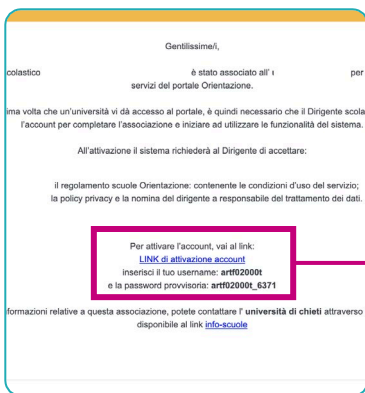 Gentilissime/i,
colastico è stato associato all' per
servizi del portale Orientazione.
ima volta che un'università vi dà accesso al portale, è quindi necessario che il Dirigente scola
l'account per completare l'associazione e iniziare ad utilizzare le funzionalità del sistema.
All'attivazione il sistema richiederà al Dirigente di accettare:
il regolamento scuole Orientazione: contenente le condizioni d'uso del servizio;
la policy privacy e la nomina del dirigente a responsabile del trattamento dei dati.
Per attivare l'account, vai al link:
LINK di attivazione account
inserisci il tuo username: artf02000t
e la password provvisoria: artf02000t_6371
formazioni relative a questa associazione, potete contattare l' università di chieti attraverso
disponibile al link info-scuole